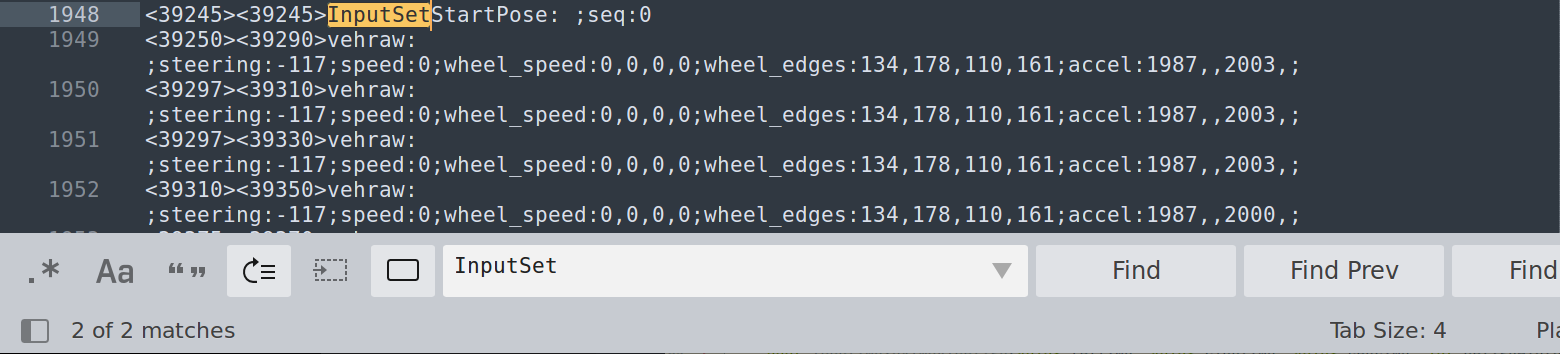 1948 <39245><39245>InputSetStartPose: ;seq:0
1949 <39250><39290>vehraw:
;steering:-117;speed:0;wheel_speed:0,0,0,0;wheel_edges:134,178,110,161;accel:1987,,2003,;
1950 <39297><39310>vehraw:
;steering:-117;speed:0;wheel_speed:0,0,0,0;wheel_edges:134,178,110,161;accel:1987,,2003,;
1951 <39297><39330>vehraw:
;steering:-117;speed:0;wheel_speed:0,0,0,0;wheel_edges:134,178,110,161;accel:1987,,2003,;
1952 <39310><39350>vehraw:
;steering:-117;speed:0;wheel_speed:0,0,0,0;wheel_edges:134,178,110,161;accel:1987,,2000,;
.* Aa “” InputSet Find Find Prev Find
2 of 2 matches Tab Size: 4 Pla